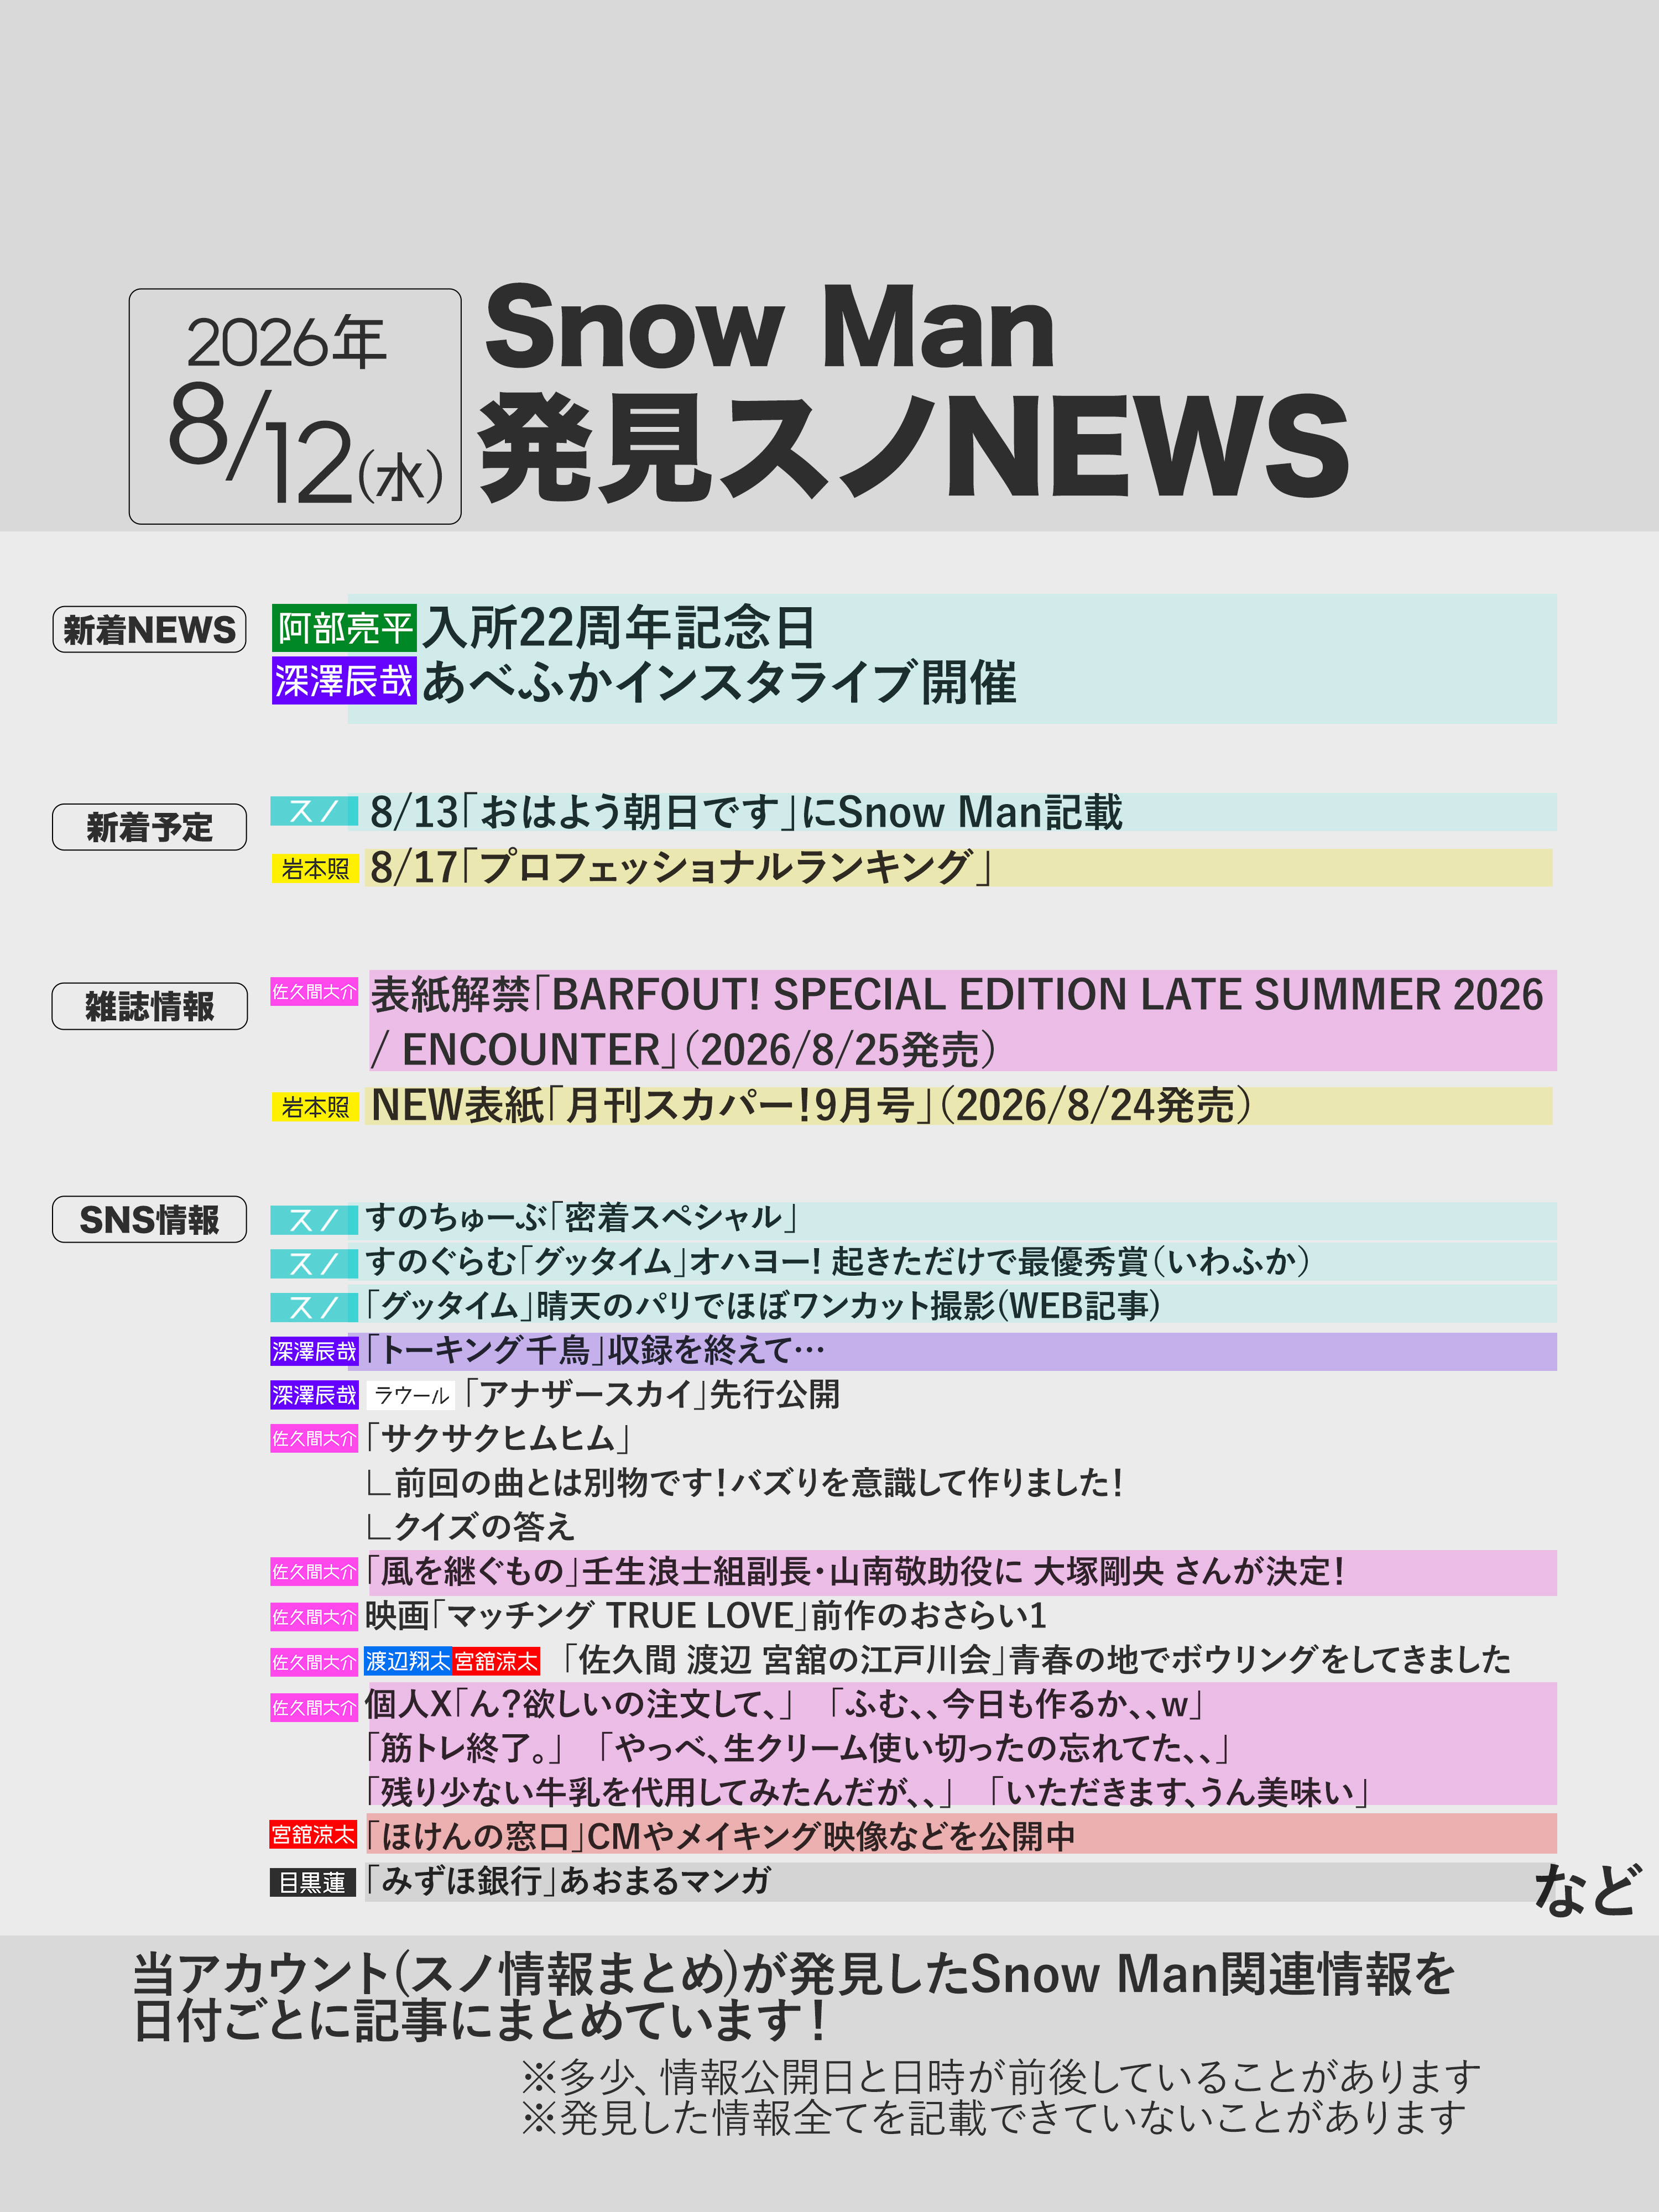 2026年
8/12(水)
Snow Man
発見スノNEWS
新着NEWS
阿部亮平 入所22周年記念日
深澤辰哉 あべふかインスタライブ開催
新着予定
スノ 8/13「おはよう朝日です」にSnow Man記載
岩本照 8/17「プロフェッショナルランキング」
雑誌情報
佐久間大介 表紙解禁「BARFOUT! SPECIAL EDITION LATE SUMMER 2026
/ ENCOUNTER」(2026/8/25発売)
岩本照 NEW表紙「月刊スカパー!9月号」(2026/8/24発売)
SNS情報
スノ すのちゅーぶ「密着スペシャル」
スノ すのぐらむ「グッタイム」オハヨー! 起きただけで最優秀賞(いわふか)
スノ 「グッタイム」晴天のパリでほぼワンカット撮影(WEB記事)
深澤辰哉 「トーキング千鳥」収録を終えて…
深澤辰哉 ラウール 「アナザースカイ」先行公開
佐久間大介 「サクサクヒムヒム」
∟前回の曲とは別物です!バズりを意識して作りました!
∟クイズの答え
佐久間大介 「風を継ぐもの」壬生浪士組副長・山南敬助役に 大塚剛央 さんが決定!
佐久間大介 映画「マッチング TRUE LOVE」前作のおさらい1
佐久間大介 渡辺翔太 宮舘涼太 「佐久間 渡辺 宮舘の江戸川会」青春の地でボウリングをしてきました
佐久間大介 個人X「ん?欲しいの注文して、」 「ふむ、、今日も作るか、、w」
「筋トレ終了。」 「やっべ、生クリーム使い切ったの忘れてた、、」
「残り少ない牛乳を代用してみたんだが、、」 「いただきます、うん美味い」
宮舘涼太 「ほけんの窓口」CMやメイキング映像などを公開中
目黒蓮 「みずほ銀行」あおまるマンガ
など
当アカウント(スノ情報まとめ)が発見したSnow Man関連情報を
日付ごとに記事にまとめています!
※多少、情報公開日と日時が前後していることがあります
※発見した情報全てを記載できていないことがあります